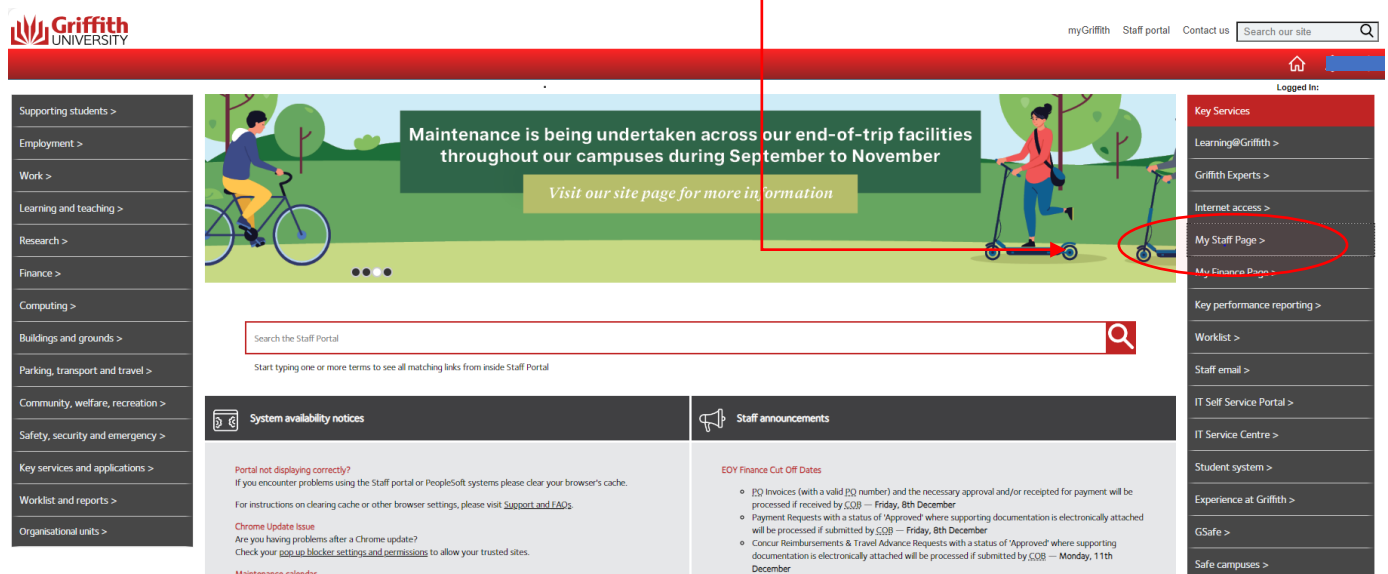 Griffith
UNIVERSITY
myGriffith Staff portal Contact us Search our site
Logged In:
Supporting students >
Employment >
Work >
Learning and teaching >
Research >
Finance >
Computing >
Buildings and grounds >
Parking, transport and travel >
Community, welfare, recreation >
Safety, security and emergency >
Key services and applications >
Worklist and reports >
Organisational units >
Maintenance is being undertaken across our end-of-trip facilities
throughout our campuses during September to November
Visit our site page for more information
Search the Staff Portal
Start typing one or more terms to see all matching links from inside Staff Portal
System availability notices
Portal not displaying correctly?
If you encounter problems using the Staff portal or PeopleSoft systems please clear your browser's cache.
For instructions on clearing cache or other browser settings, please visit Support and FAQs.
Chrome Update Issue
Are you having problems after a Chrome update?
Check your pop up blocker settings and permissions to allow your trusted sites.
Maintenance calendar
Staff announcements
EOY Finance Cut Off Dates
PO Invoices (with a valid PO number) and the necessary approval and/or receipted for payment will be
processed if received by COB — Friday, 8th December
Payment Requests with a status of 'Approved' where supporting documentation is electronically attached
will be processed if submitted by COB — Friday, 8th December
Concur Reimbursements & Travel Advance Requests with a status of 'Approved' where supporting
documentation is electronically attached will be processed if submitted by COB — Monday, 11th
December
Key Services
Learning@Griffith >
Griffith Experts >
Internet access >
My Staff Page >
My Finance Page >
Key performance reporting >
Worklist >
Staff email >
IT Self Service Portal >
IT Service Centre >
Student system >
Experience at Griffith >
GSafe >
Safe campuses >